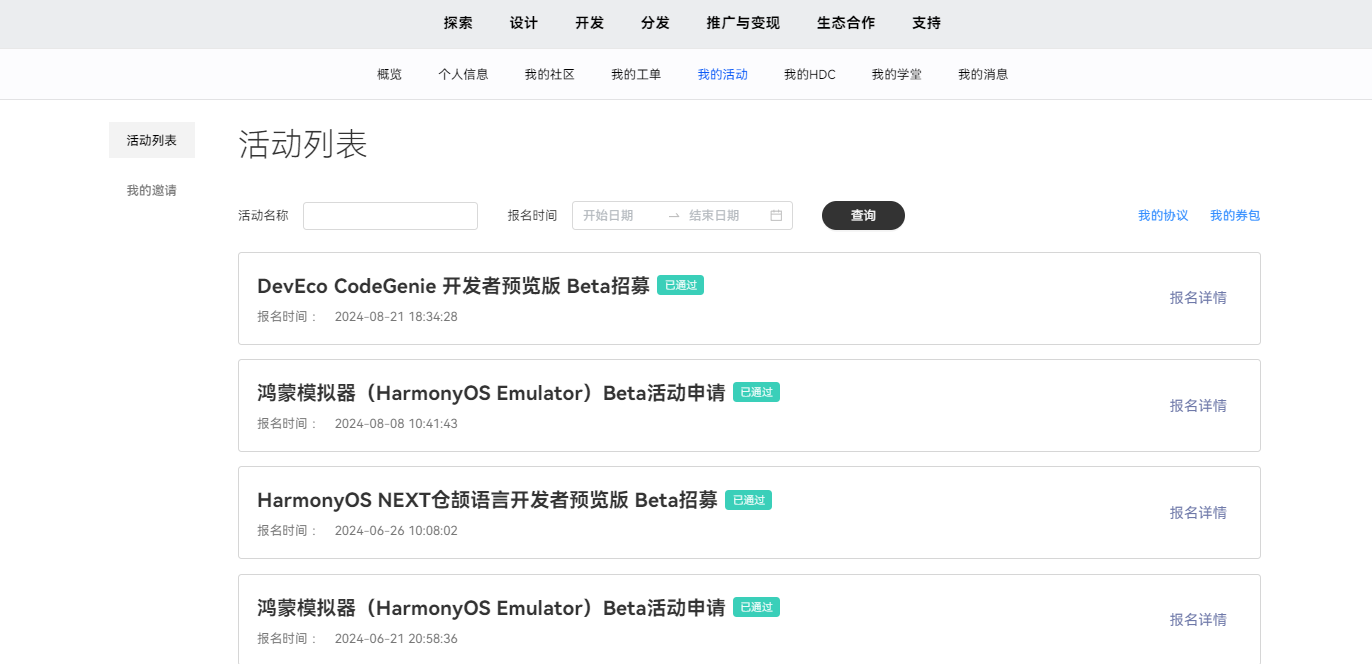 探索 设计 开发 分发 推广与变现 生态合作 支持
概览 个人信息 我的社区 我的工单 我的活动 我的HDC 我的学堂 我的消息
活动列表
我的邀请
活动列表
活动名称 报名时间 开始日期 → 结束日期 查询 我的协议 我的券包
DevEco CodeGenie 开发者预览版 Beta招募 已通过
报名时间： 2024-08-21 18:34:28
报名详情
鸿蒙模拟器（HarmonyOS Emulator）Beta活动申请 已通过
报名时间： 2024-08-08 10:41:43
报名详情
HarmonyOS NEXT仓颉语言开发者预览版 Beta招募 已通过
报名时间： 2024-06-26 10:08:02
报名详情
鸿蒙模拟器（HarmonyOS Emulator）Beta活动申请 已通过
报名时间： 2024-06-21 20:58:36
报名详情